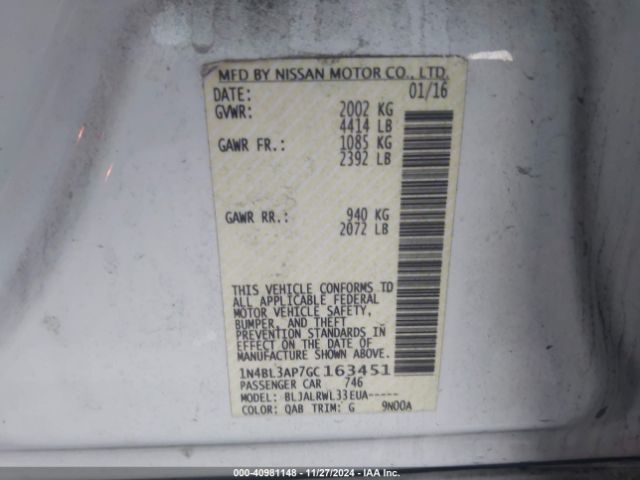 MFD BY NISSAN MOTOR CO., LTD.
DATE: 01/16
GVWR: 2002 KG
4414 LB
GAWR FR.: 1085 KG
2392 LB
GAWR RR.: 940 KG
2072 LB
THIS VEHICLE CONFORMS TO
ALL APPLICABLE FEDERAL
MOTOR VEHICLE SAFETY,
BUMPER, AND THEFT
PREVENTION STANDARDS IN
EFFECT ON THE DATE OF
MANUFACTURE SHOWN ABOVE.
1N4BL3AP7GC163451
PASSENGER CAR 746
MODEL: BLJALRWL33EUA-----
COLOR: QAB TRIM: G 9N00A
000-40981148 - 11/27/2024 - IAA Inc.